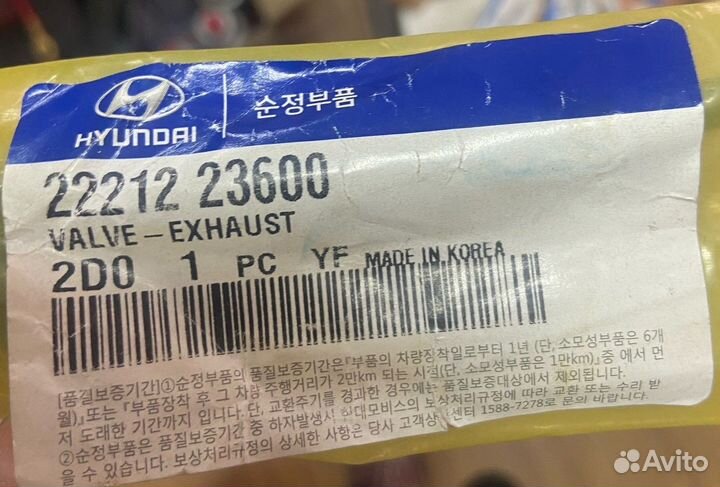 HYUNDAI
순정부품
22212 23600
VALVE-EXHAUST
2D0 1 PC YF MADE IN KOREA
[품질보증기간]①순정부품의 품질보증기간은『부품의 차량장착일로부터 1년 (단, 소모성부품은 6개
월)』또는 『부품장착 후 그 차량 주행거리가 2만km 되는 시점(단, 소모성부품은 1만km)』중 에서 먼
저 도래한 기간까지 입니다. 단, 교환주기를 경과한 경우에는 품질보증대상에서 제외됩니다.
②순정부품은 품질보증기간 중 하자발생시 현대모비스의 보상처리규정에 따라 교환 또는 수리 받
을 수 있습니다. 보상처리규정의 상세한 사항은 당사 고객상담센터 1588-7278로 문의 바랍니다.
Avito